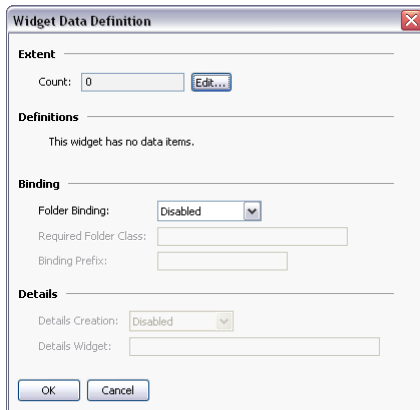 Widget Data Definition
Extent
Count: 0 Edit...
Definitions
This widget has no data items.
Binding
Folder Binding: Disabled
Required Folder Class:
Binding Prefix:
Details
Details Creation: Disabled
Details Widget:
OK Cancel